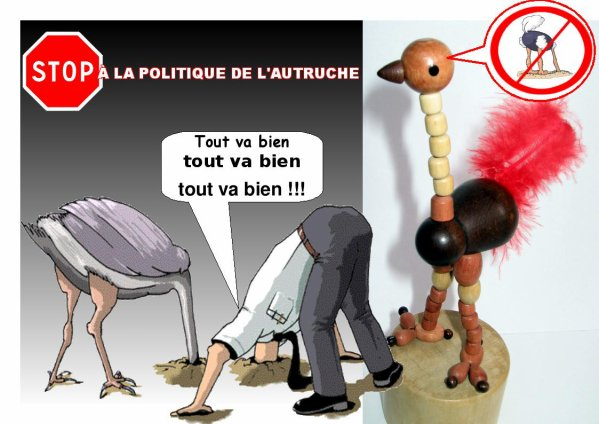 STOP À LA POLITIQUE DE L'AUTRUCHE
Tout va bien
tout va bien
tout va bien !!!